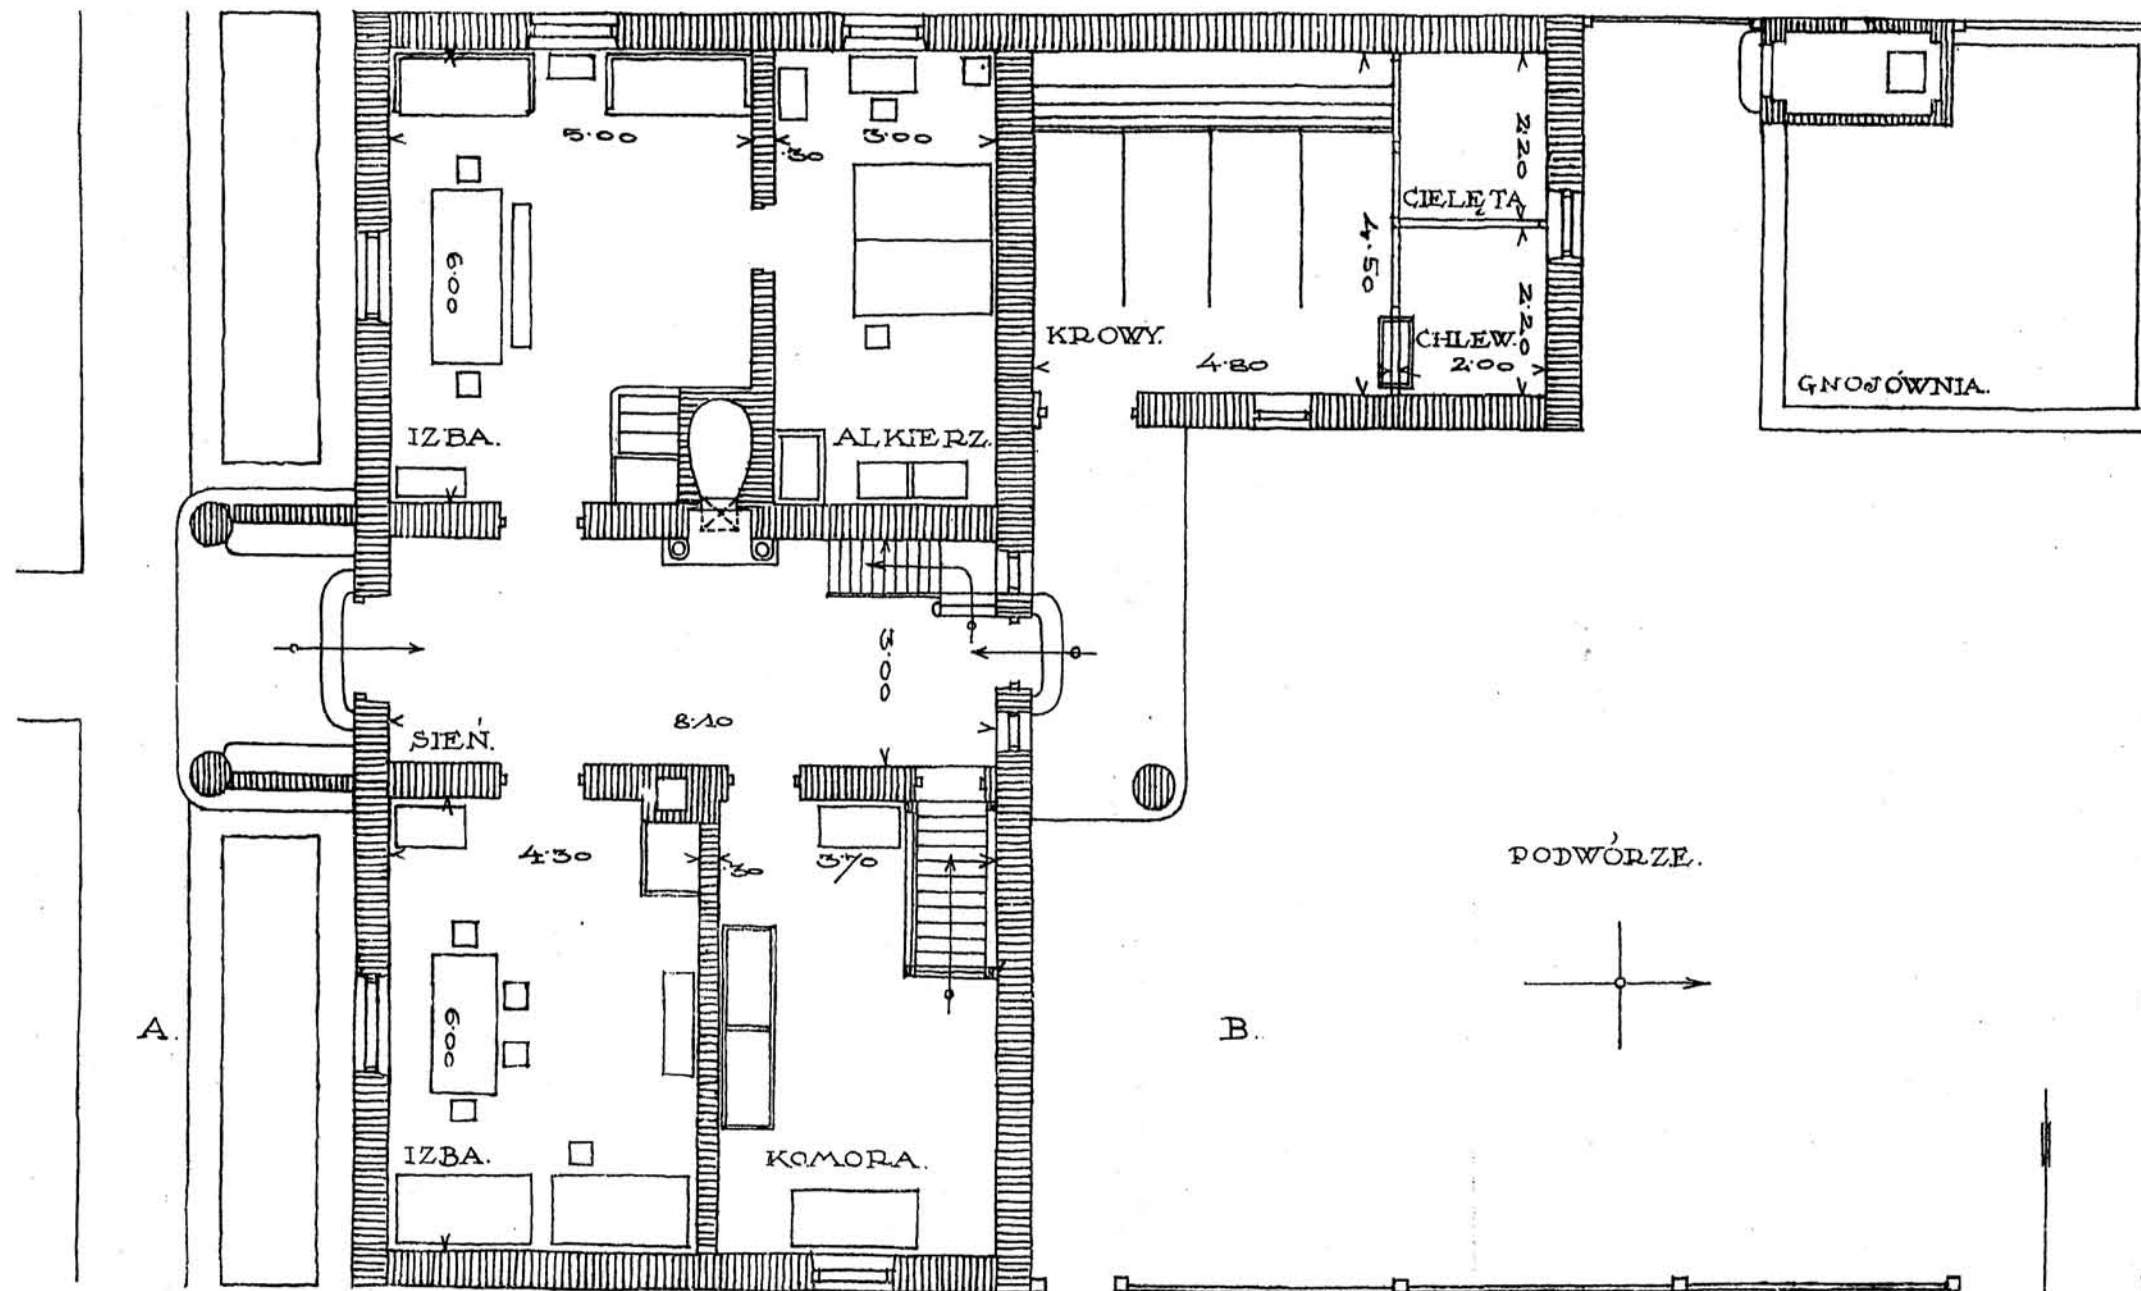 5·00
·30
3·00
2·20
CIELĘTA
6·00
4·50
2·20
KROWY.
CHLEW.
4·80
2·00
GNOJÓWNIA.
IZBA.
ALKIERZ.
3·00
8·10
SIEŃ.
4·30
·30
3·70
PODWÓRZE.
A.
6·00
B.
IZBA.
KOMORA.